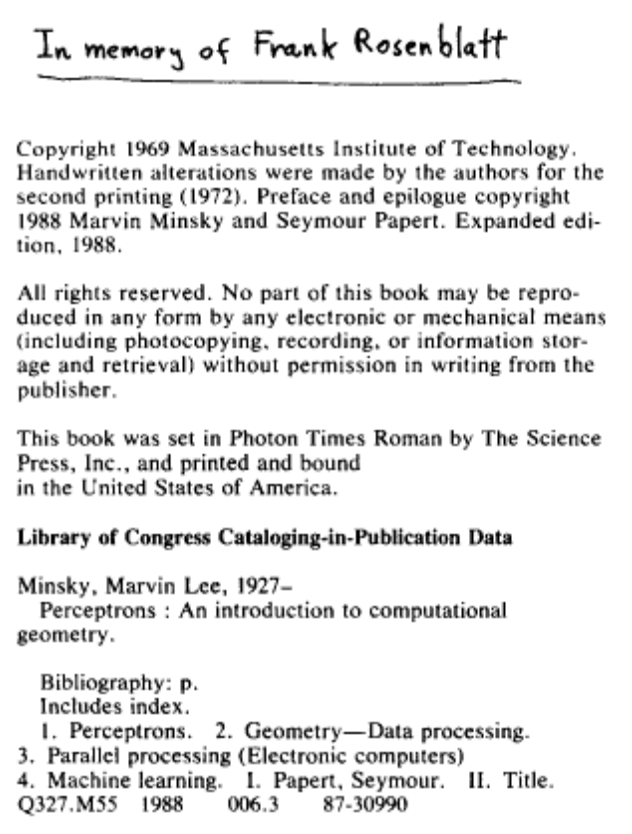 In memory of Frank Rosenblatt
Copyright 1969 Massachusetts Institute of Technology.
Handwritten alterations were made by the authors for the
second printing (1972). Preface and epilogue copyright
1988 Marvin Minsky and Seymour Papert. Expanded edi-
tion, 1988.
All rights reserved. No part of this book may be repro-
duced in any form by any electronic or mechanical means
(including photocopying, recording, or information stor-
age and retrieval) without permission in writing from the
publisher.
This book was set in Photon Times Roman by The Science
Press, Inc., and printed and bound
in the United States of America.
Library of Congress Cataloging-in-Publication Data
Minsky, Marvin Lee, 1927–
Perceptrons : An introduction to computational
geometry.
Bibliography: p.
Includes index.
1. Perceptrons. 2. Geometry—Data processing.
3. Parallel processing (Electronic computers)
4. Machine learning. I. Papert, Seymour. II. Title.
Q327.M55 1988 006.3 87-30990